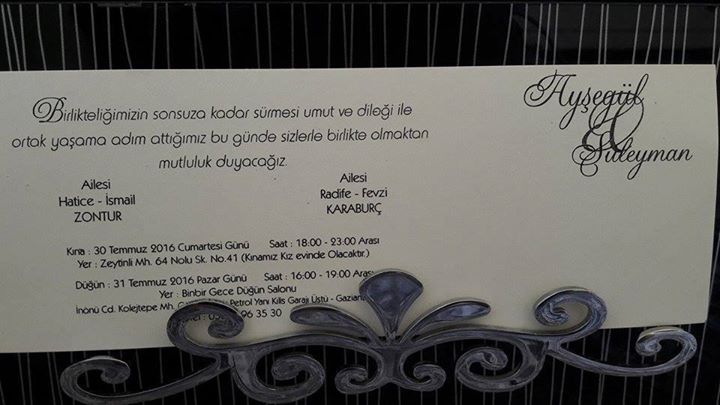 Ayşegül
&
Süleyman
Birlikteliğimizin sonsuza kadar sürmesi umut ve dileği ile
ortak yaşama adım attığımız bu günde sizlerle birlikte olmaktan
mutluluk duyacağız.
Ailesi
Hatice - İsmail
ZONTUR
Ailesi
Radife - Fevzi
KARABURÇ
Kına : 30 Temmuz 2016 Cumartesi Günü Saat : 18:00 - 23:00 Arası
Yer : Zeytinli Mh. 64 Nolu Sk. No.41 (Kınamız Kız evinde Olacaktır.)
Düğün : 31 Temmuz 2016 Pazar Günü Saat : 16:00 - 19:00 Arası
Yer : Binbir Gece Düğün Salonu
İnönü Cd. Kolejtepe Mh. Petrol Yanı Kilis Garajı Üstü -
96 35 30